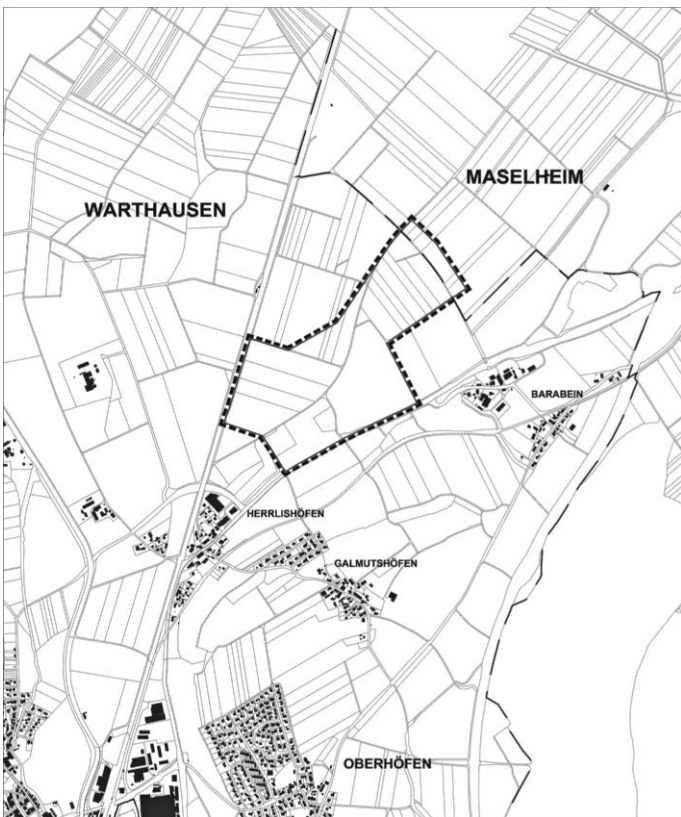 MASELHEIM
WARTHAUSEN
BARABEIN
HERRLISHÖFEN
GALMUTSHÖFEN
OBERHÖFEN